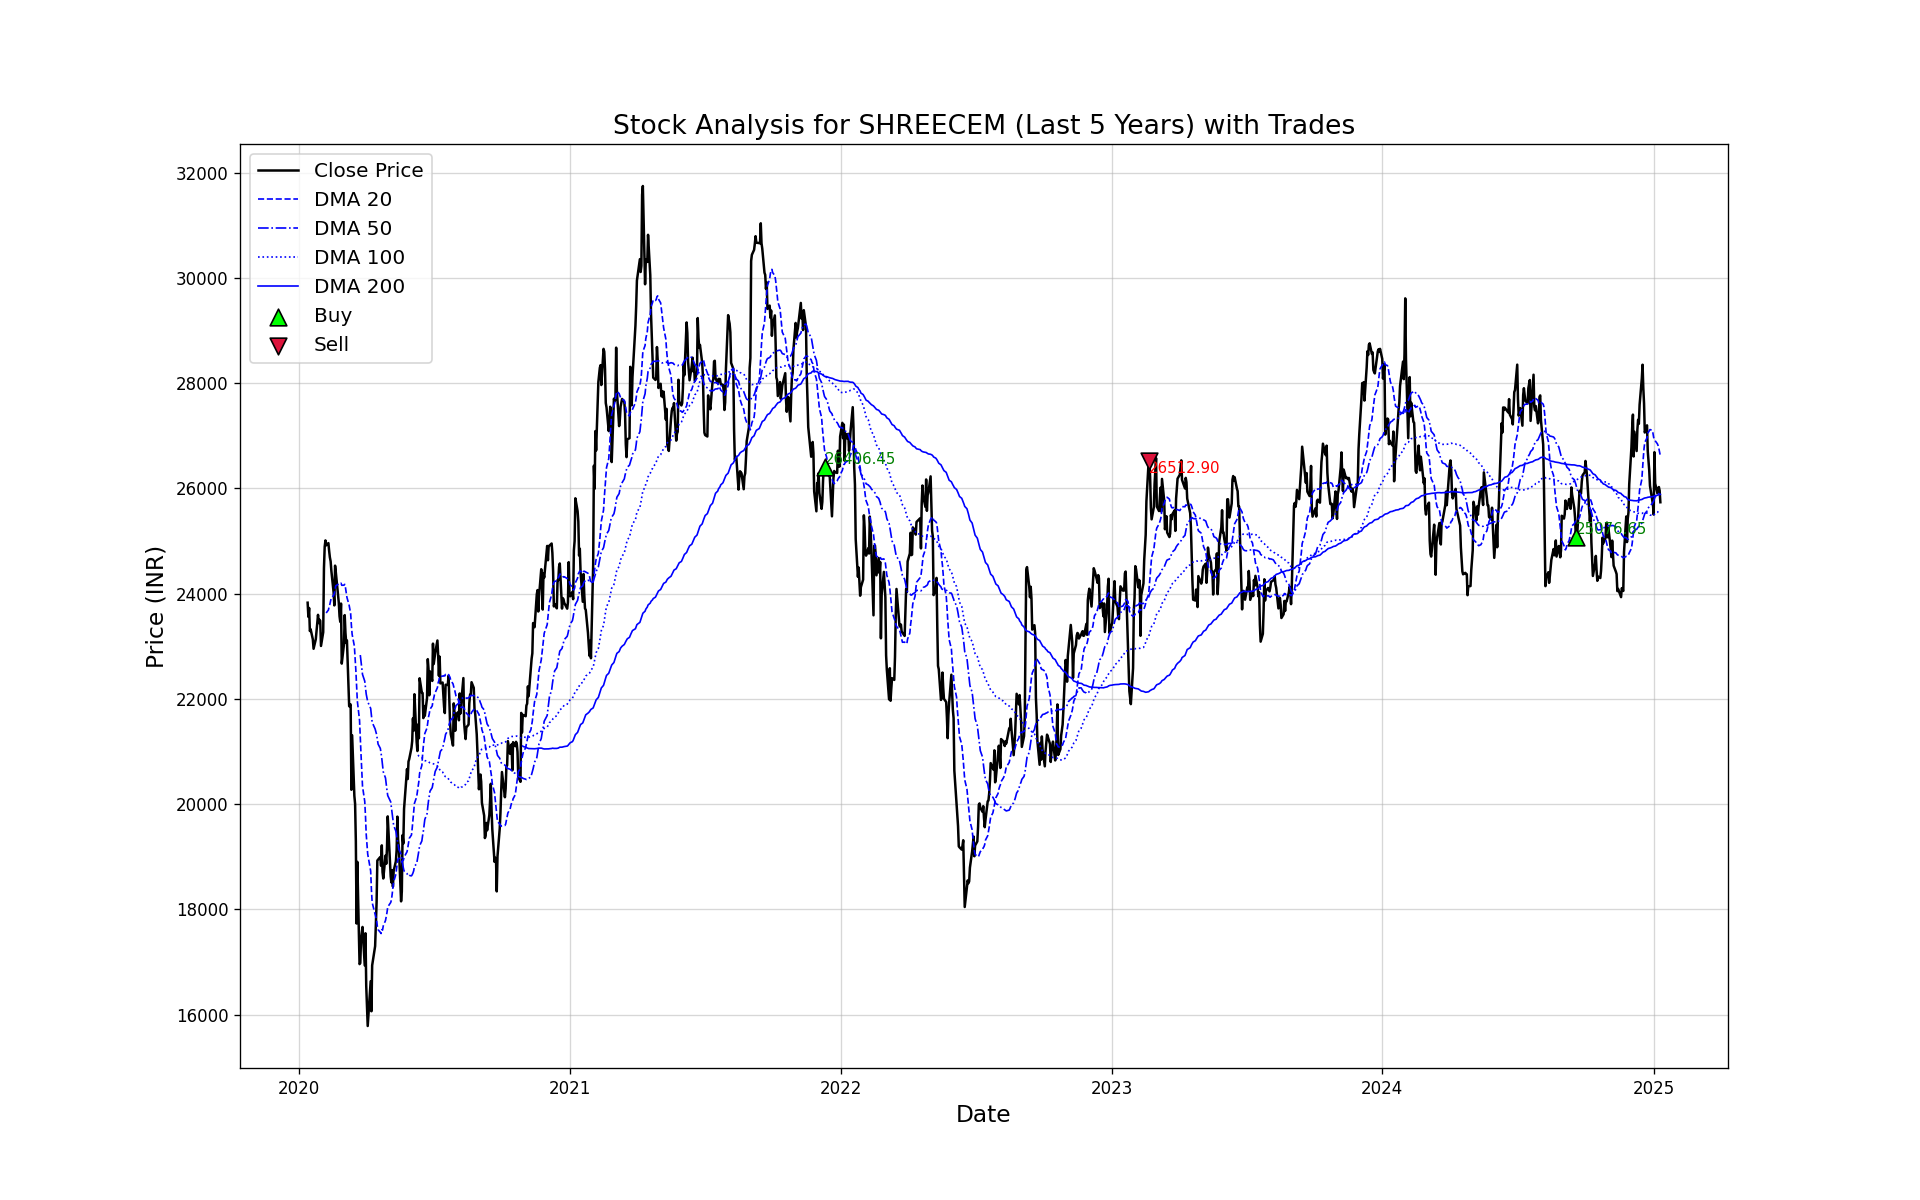 Stock Analysis for SHREECEM (Last 5 Years) with Trades
Close Price
DMA 20
DMA 50
DMA 100
DMA 200
Buy
Sell
32000
30000
28000
26000
24000
22000
20000
18000
16000
Price (INR)
26406.45
26512.90
25076.65
2020
2021
2022
2023
2024
2025
Date